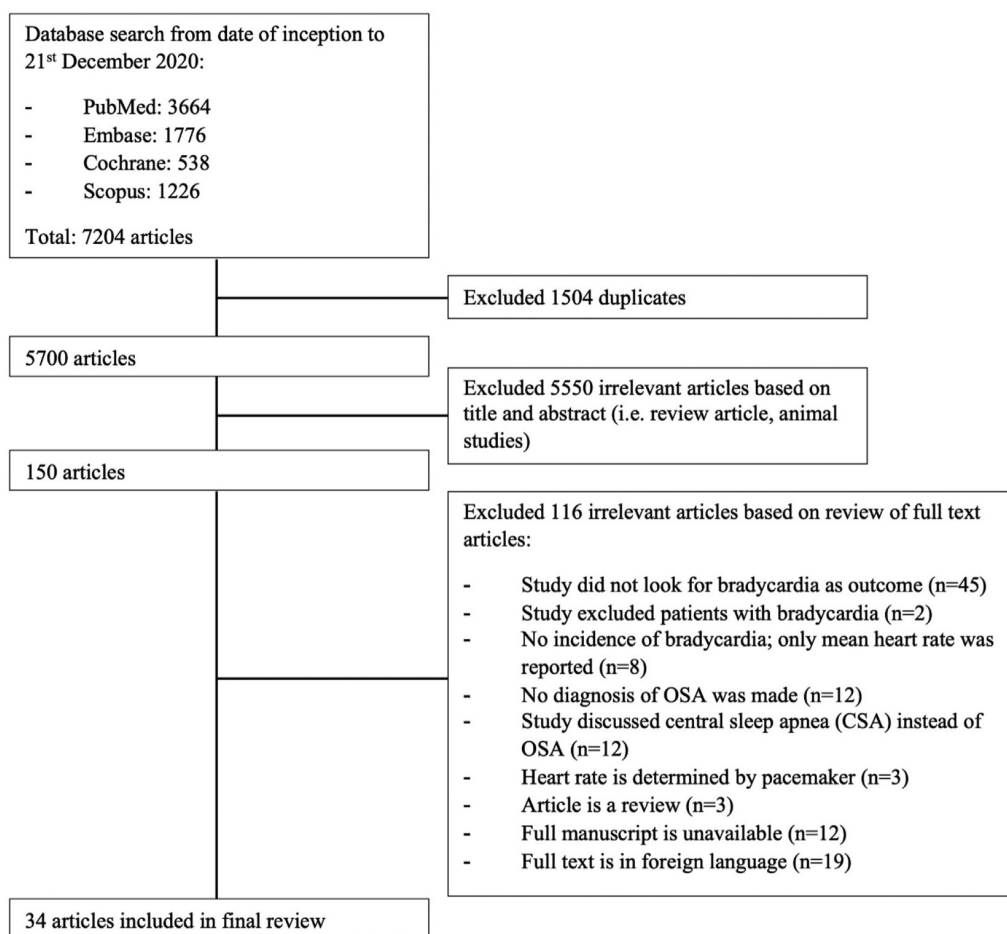 Database search from date of inception to
21st December 2020:
- PubMed: 3664
- Embase: 1776
- Cochrane: 538
- Scopus: 1226
Total: 7204 articles
Excluded 1504 duplicates
5700 articles
Excluded 5550 irrelevant articles based on
title and abstract (i.e. review article, animal
studies)
150 articles
Excluded 116 irrelevant articles based on review of full text
articles:
- Study did not look for bradycardia as outcome (n=45)
- Study excluded patients with bradycardia (n=2)
- No incidence of bradycardia; only mean heart rate was
reported (n=8)
- No diagnosis of OSA was made (n=12)
- Study discussed central sleep apnea (CSA) instead of
OSA (n=12)
- Heart rate is determined by pacemaker (n=3)
- Article is a review (n=3)
- Full manuscript is unavailable (n=12)
- Full text is in foreign language (n=19)
34 articles included in final review